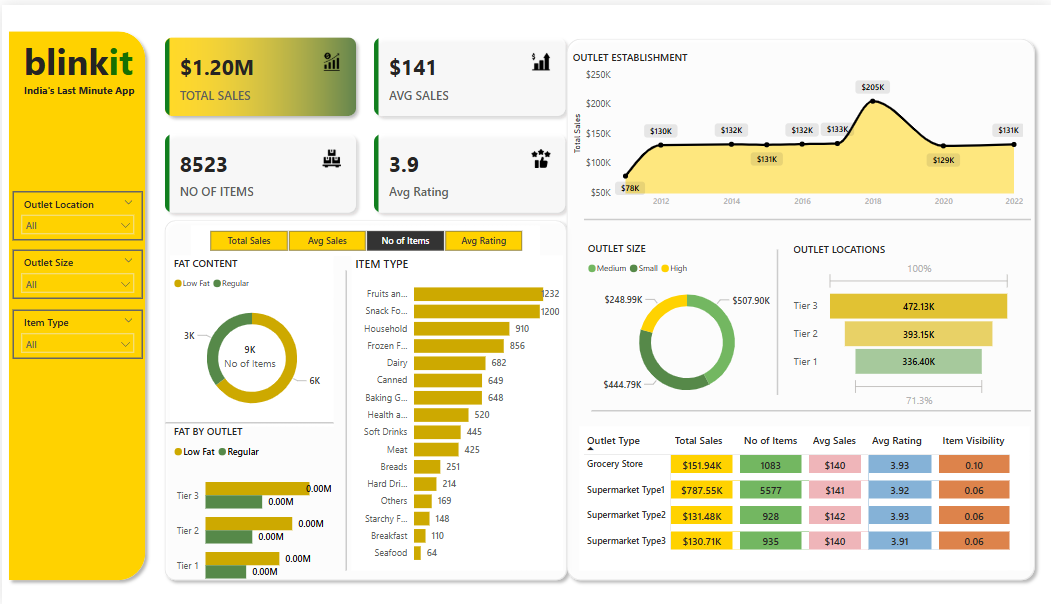 blinkit
India's Last Minute App
Outlet Location
All
Outlet Size
All
Item Type
All
$1.20M
TOTAL SALES
$141
AVG SALES
8523
NO OF ITEMS
3.9
Avg Rating
Total Sales Avg Sales No of Items Avg Rating
FAT CONTENT
Low Fat Regular
3K
9K
No of Items
6K
FAT BY OUTLET
Low Fat Regular
Tier 3 0.00M
0.00M
Tier 2 0.00M
0.00M
Tier 1 0.00M
0.00M
ITEM TYPE
Fruits an... 1232
Snack Fo... 1200
Household 910
Frozen F... 856
Dairy 682
Canned 649
Baking G... 648
Health a... 520
Soft Drinks 445
Meat 425
Breads 251
Hard Dri... 214
Others 169
Starchy F... 148
Breakfast 110
Seafood 64
OUTLET ESTABLISHMENT
Total Sales
$250K
$200K
$150K
$100K
$50K
$78K $130K $132K $131K $132K $133K $205K $129K $131K
2012 2014 2016 2018 2020 2022
OUTLET SIZE
Medium Small High
$248.99K $507.90K
$444.79K
OUTLET LOCATIONS
100%
Tier 3 472.13K
Tier 2 393.15K
Tier 1 336.40K
71.3%
Outlet Type Total Sales No of Items Avg Sales Avg Rating Item Visibility
Grocery Store $151.94K 1083 $140 3.93 0.10
Supermarket Type1 $787.55K 5577 $141 3.92 0.06
Supermarket Type2 $131.48K 928 $142 3.93 0.06
Supermarket Type3 $130.71K 935 $140 3.91 0.06